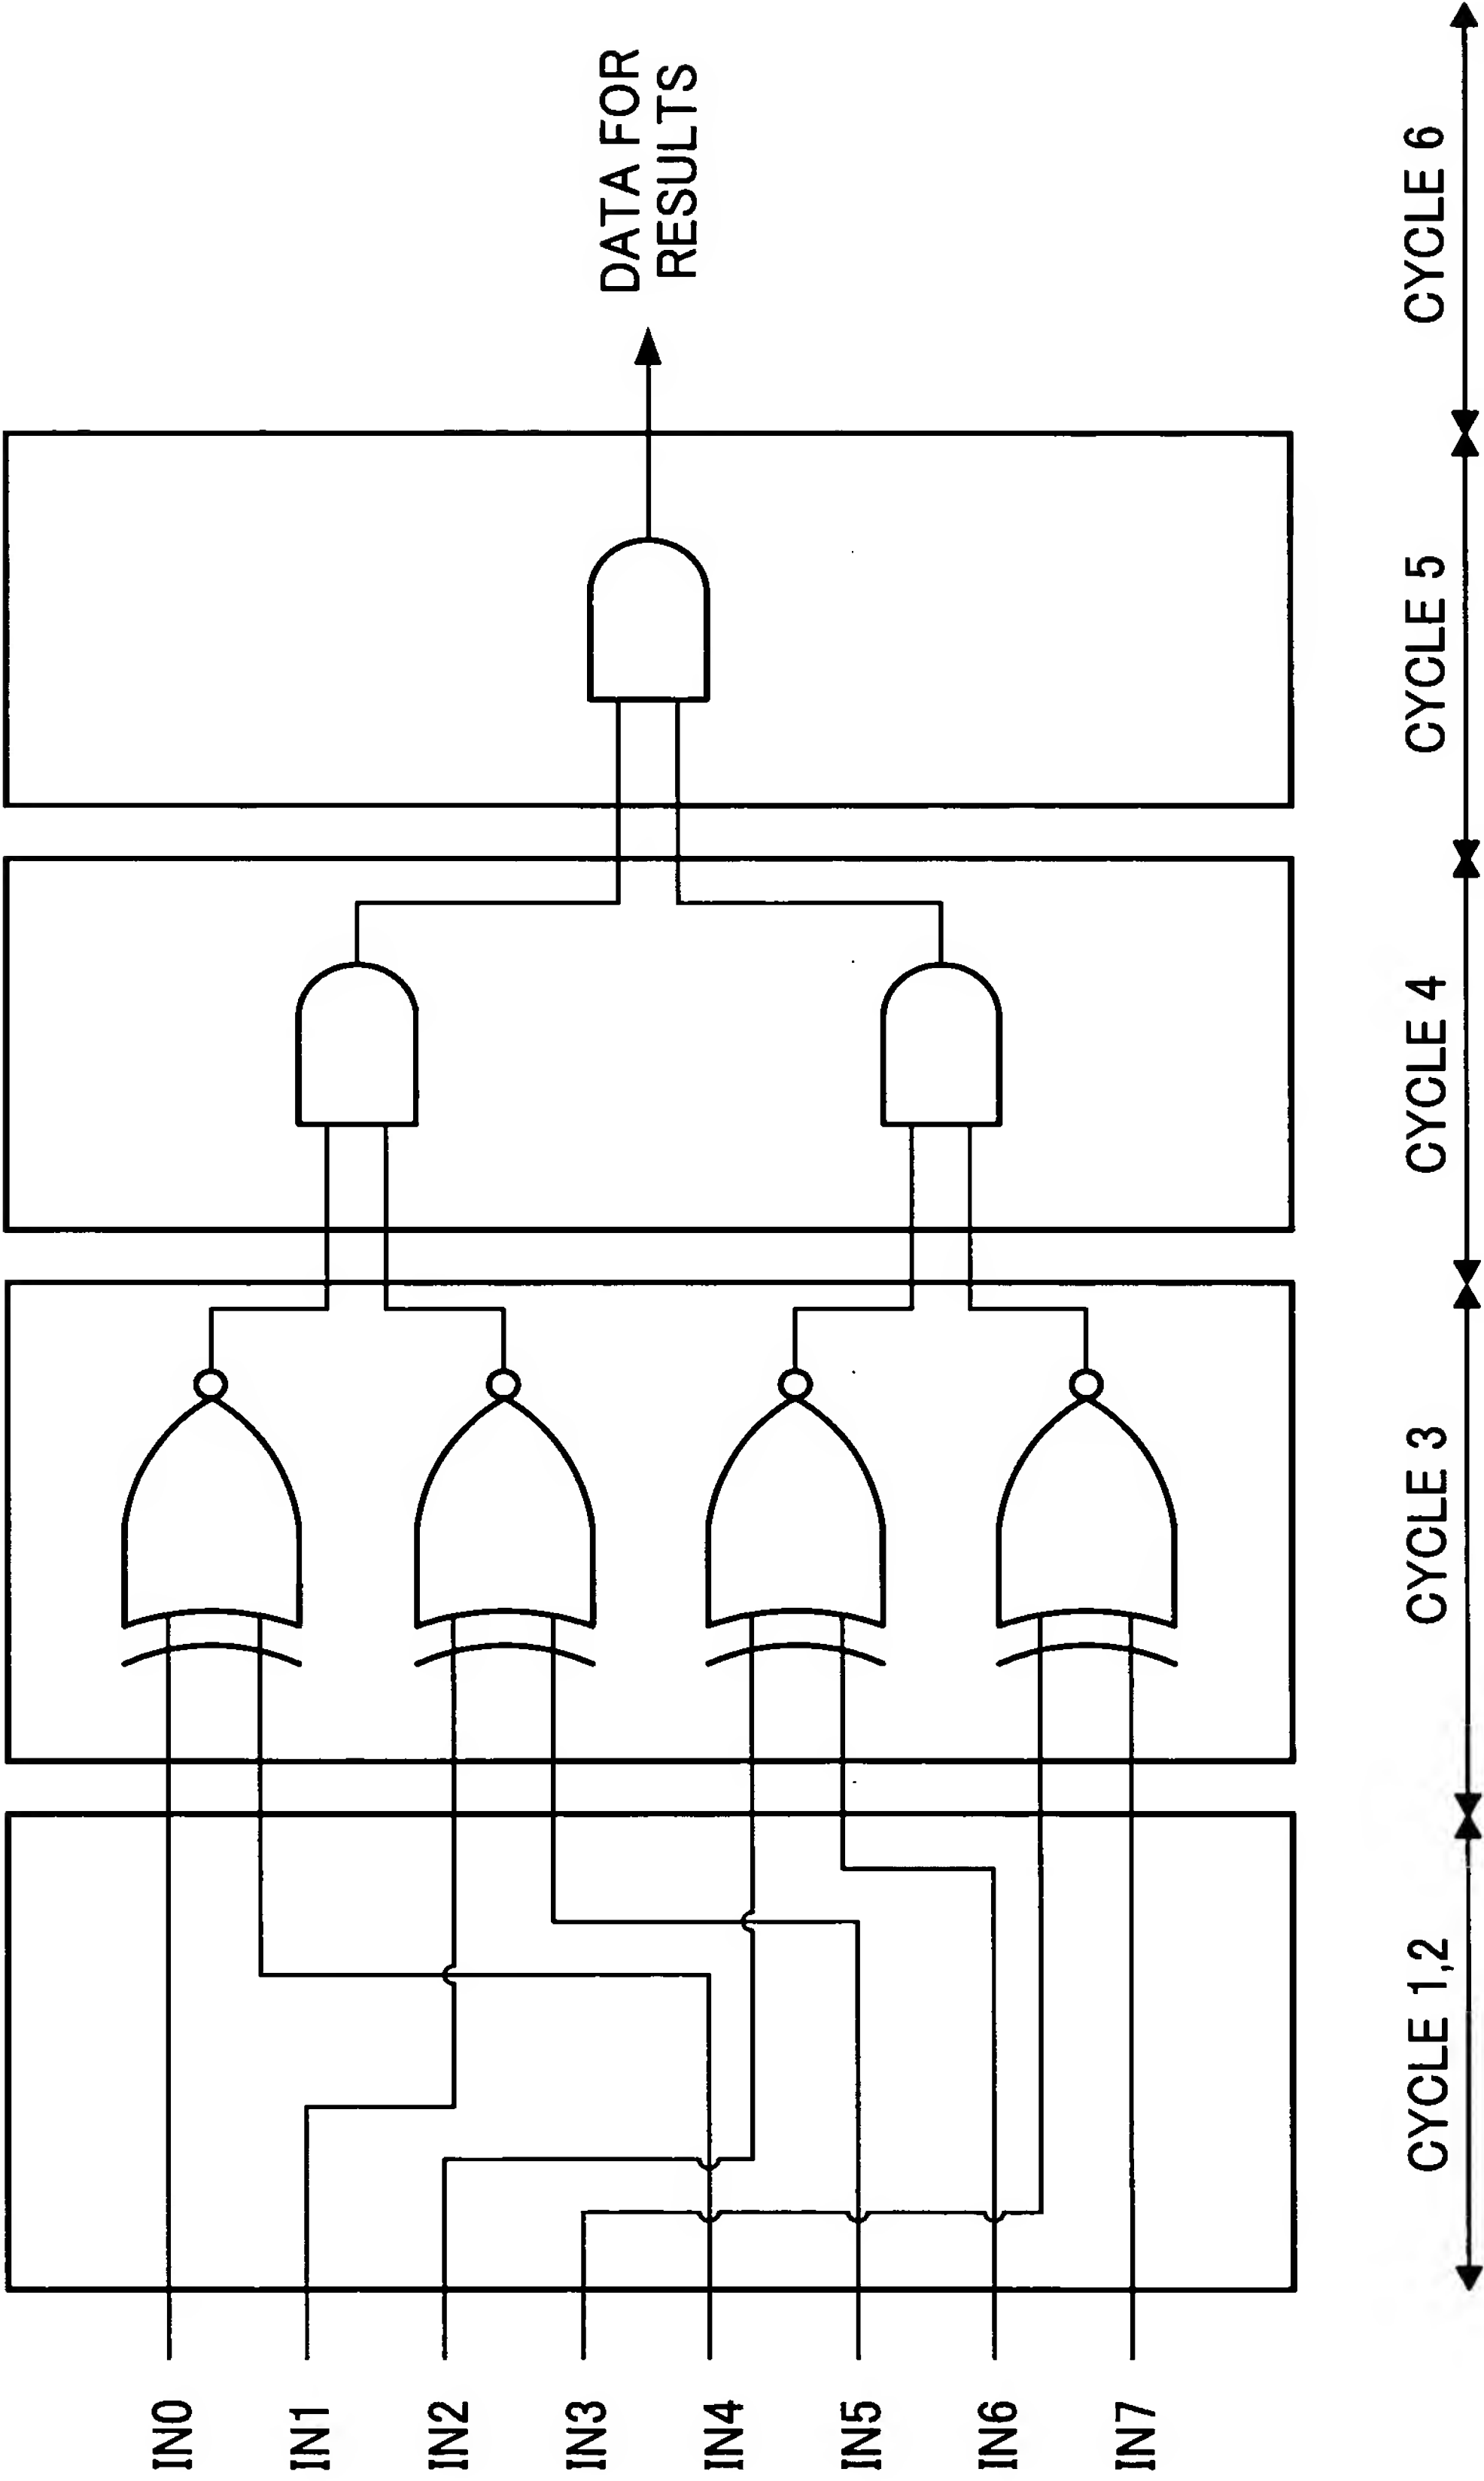 IN0
IN1
IN2
IN3
IN4
IN5
IN6
IN7
DATA FOR
RESULTS
CYCLE 1,2
CYCLE 3
CYCLE 4
CYCLE 5
CYCLE 6